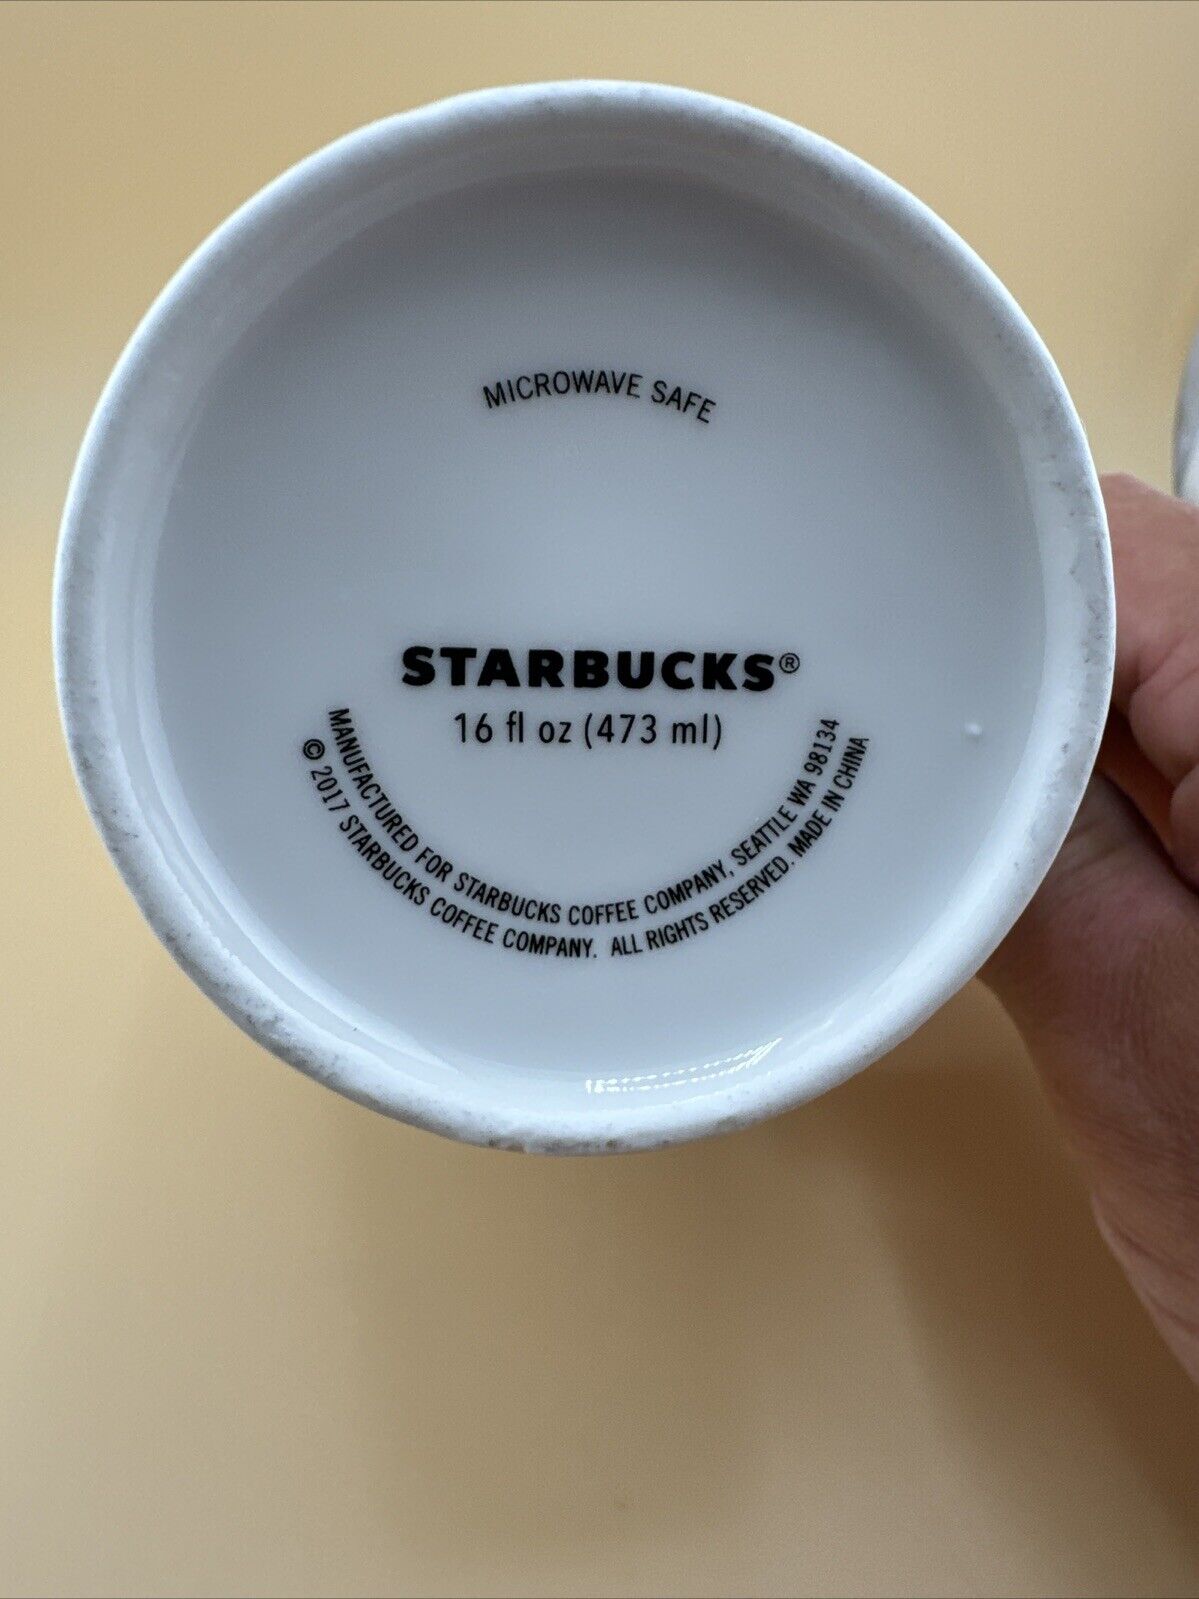 MICROWAVE SAFE
STARBUCKS®
16 fl oz (473 ml)
MANUFACTURED FOR STARBUCKS COFFEE COMPANY, SEATTLE WA 98134
© 2017 STARBUCKS COFFEE COMPANY. ALL RIGHTS RESERVED. MADE IN CHINA